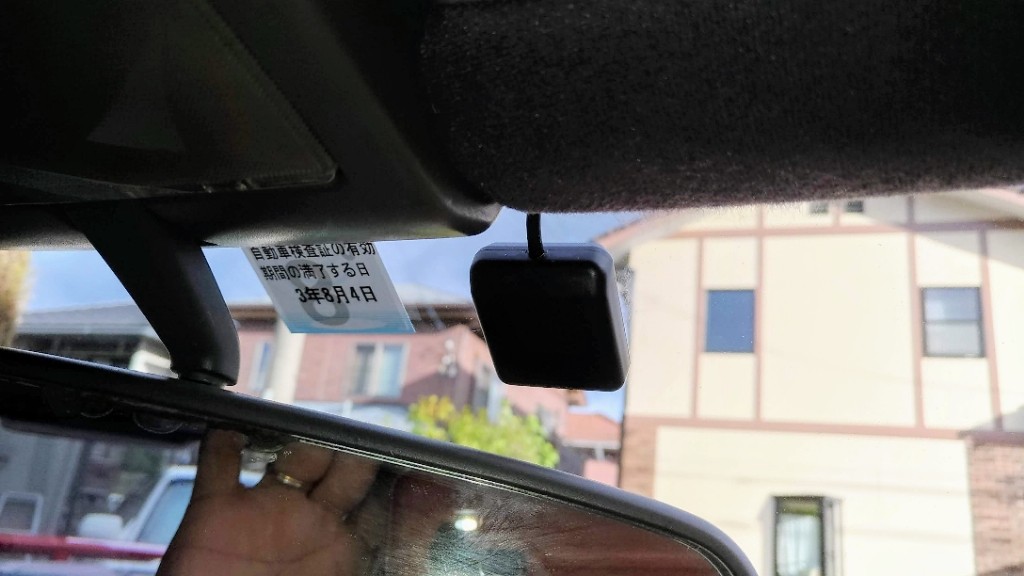 自動車検査証の有効
期間の満了する日
3年8月4日